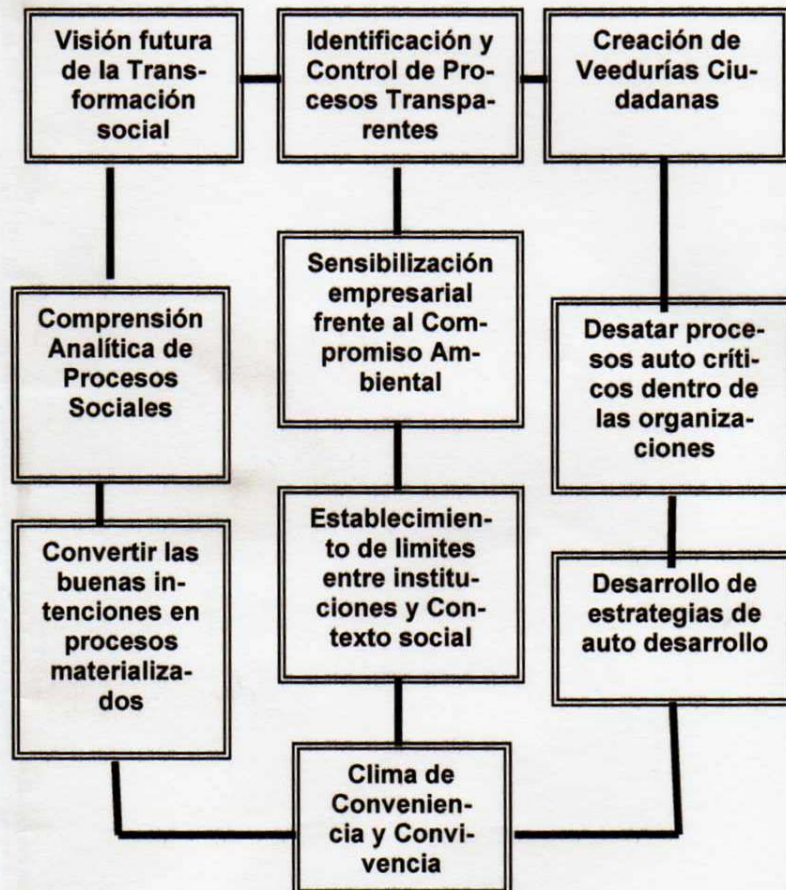 Visión futura
de la Trans-
formación
social
Identificación y
Control de Pro-
cesos Transpa-
rentes
Creación de
Veedurías Ciu-
dadanas
Comprensión
Analítica de
Procesos
Sociales
Sensibilización
empresarial
frente al Com-
promiso Am-
biental
Desatar proce-
sos auto críti-
cos dentro de
las organiza-
ciones
Convertir las
buenas in-
tenciones en
procesos
materializa-
dos
Establecimien-
to de limites
entre institu-
ciones y Con-
texto social
Desarrollo de
estrategias de
auto desarrollo
Clima de
Convenien-
cia y Convi-
vencia